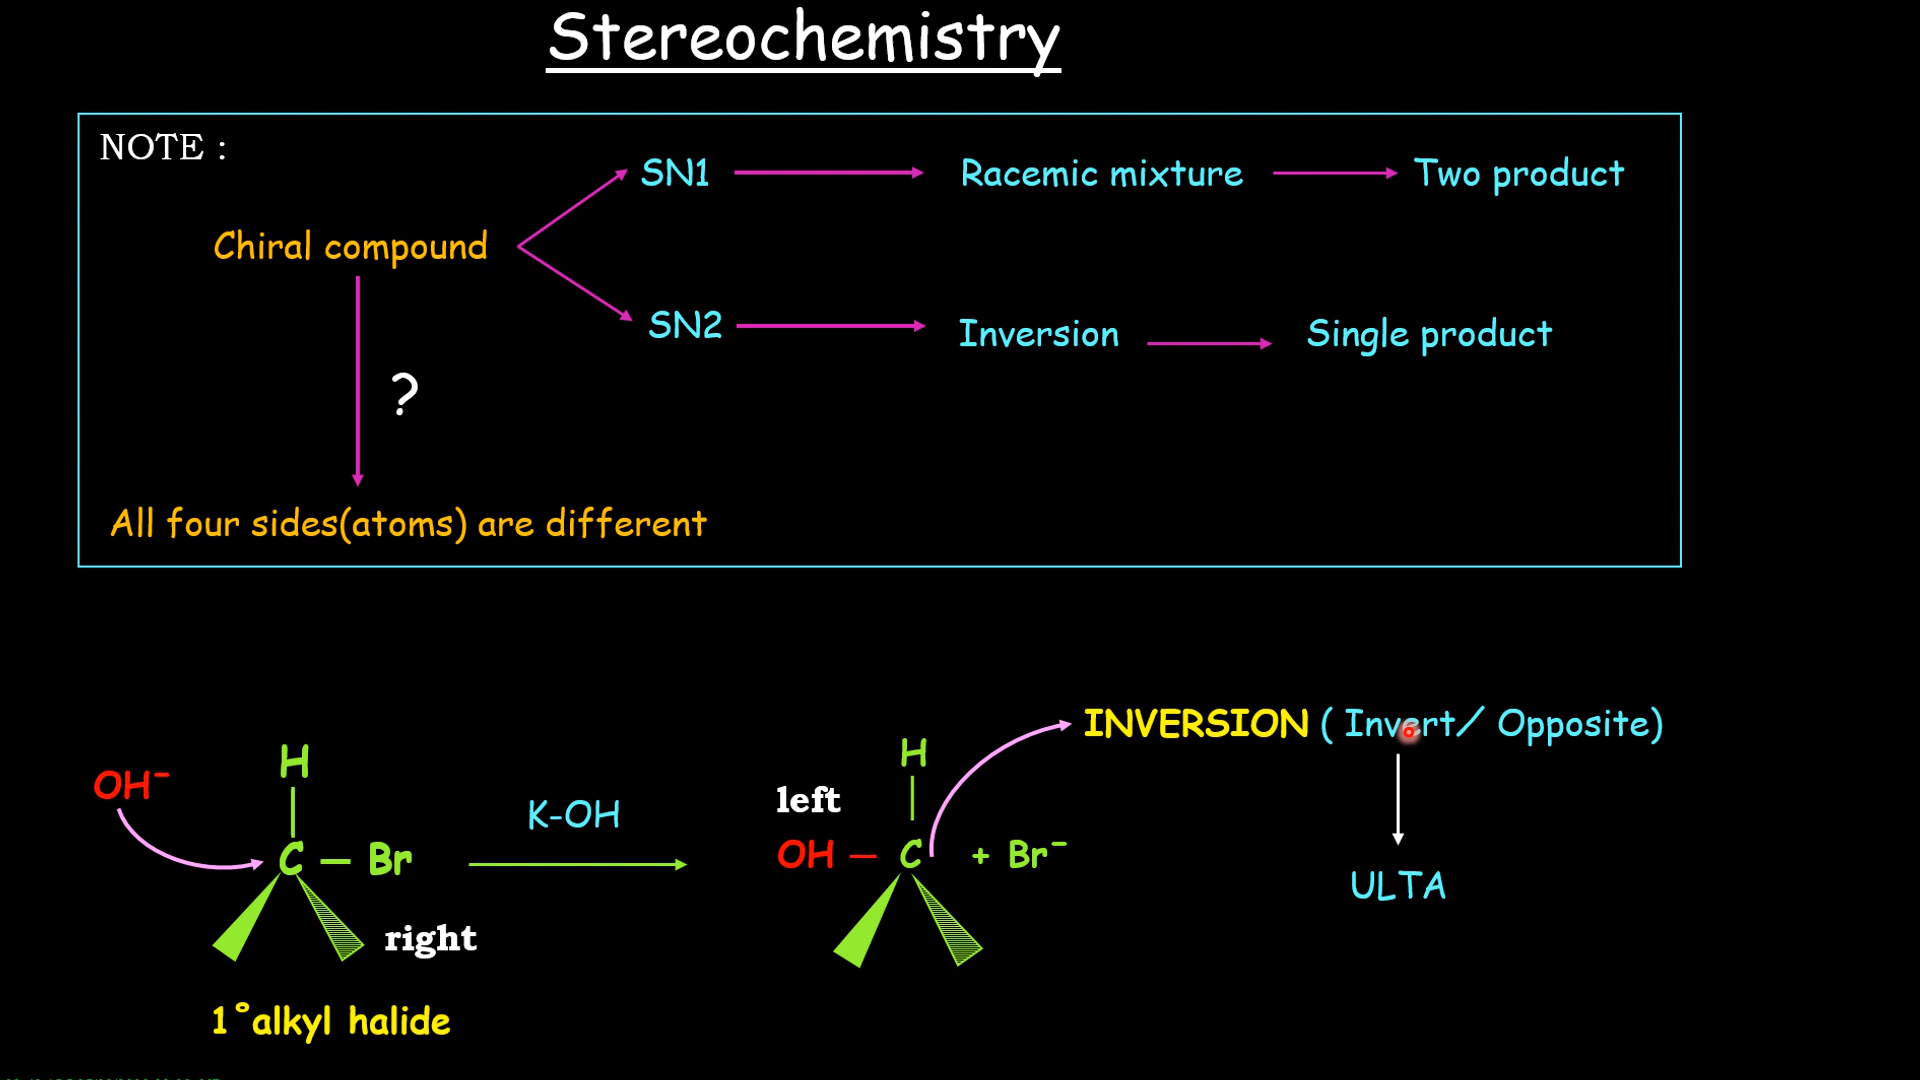 Stereochemistry
NOTE :
SN1
Racemic mixture
Two product
Chiral compound
SN2
Inversion
Single product
?
All four sides(atoms) are different
INVERSION ( Invert/ Opposite)
ULTA
OH⁻
H
C — Br
right
1°alkyl halide
K-OH
left
H
OH — C + Br⁻